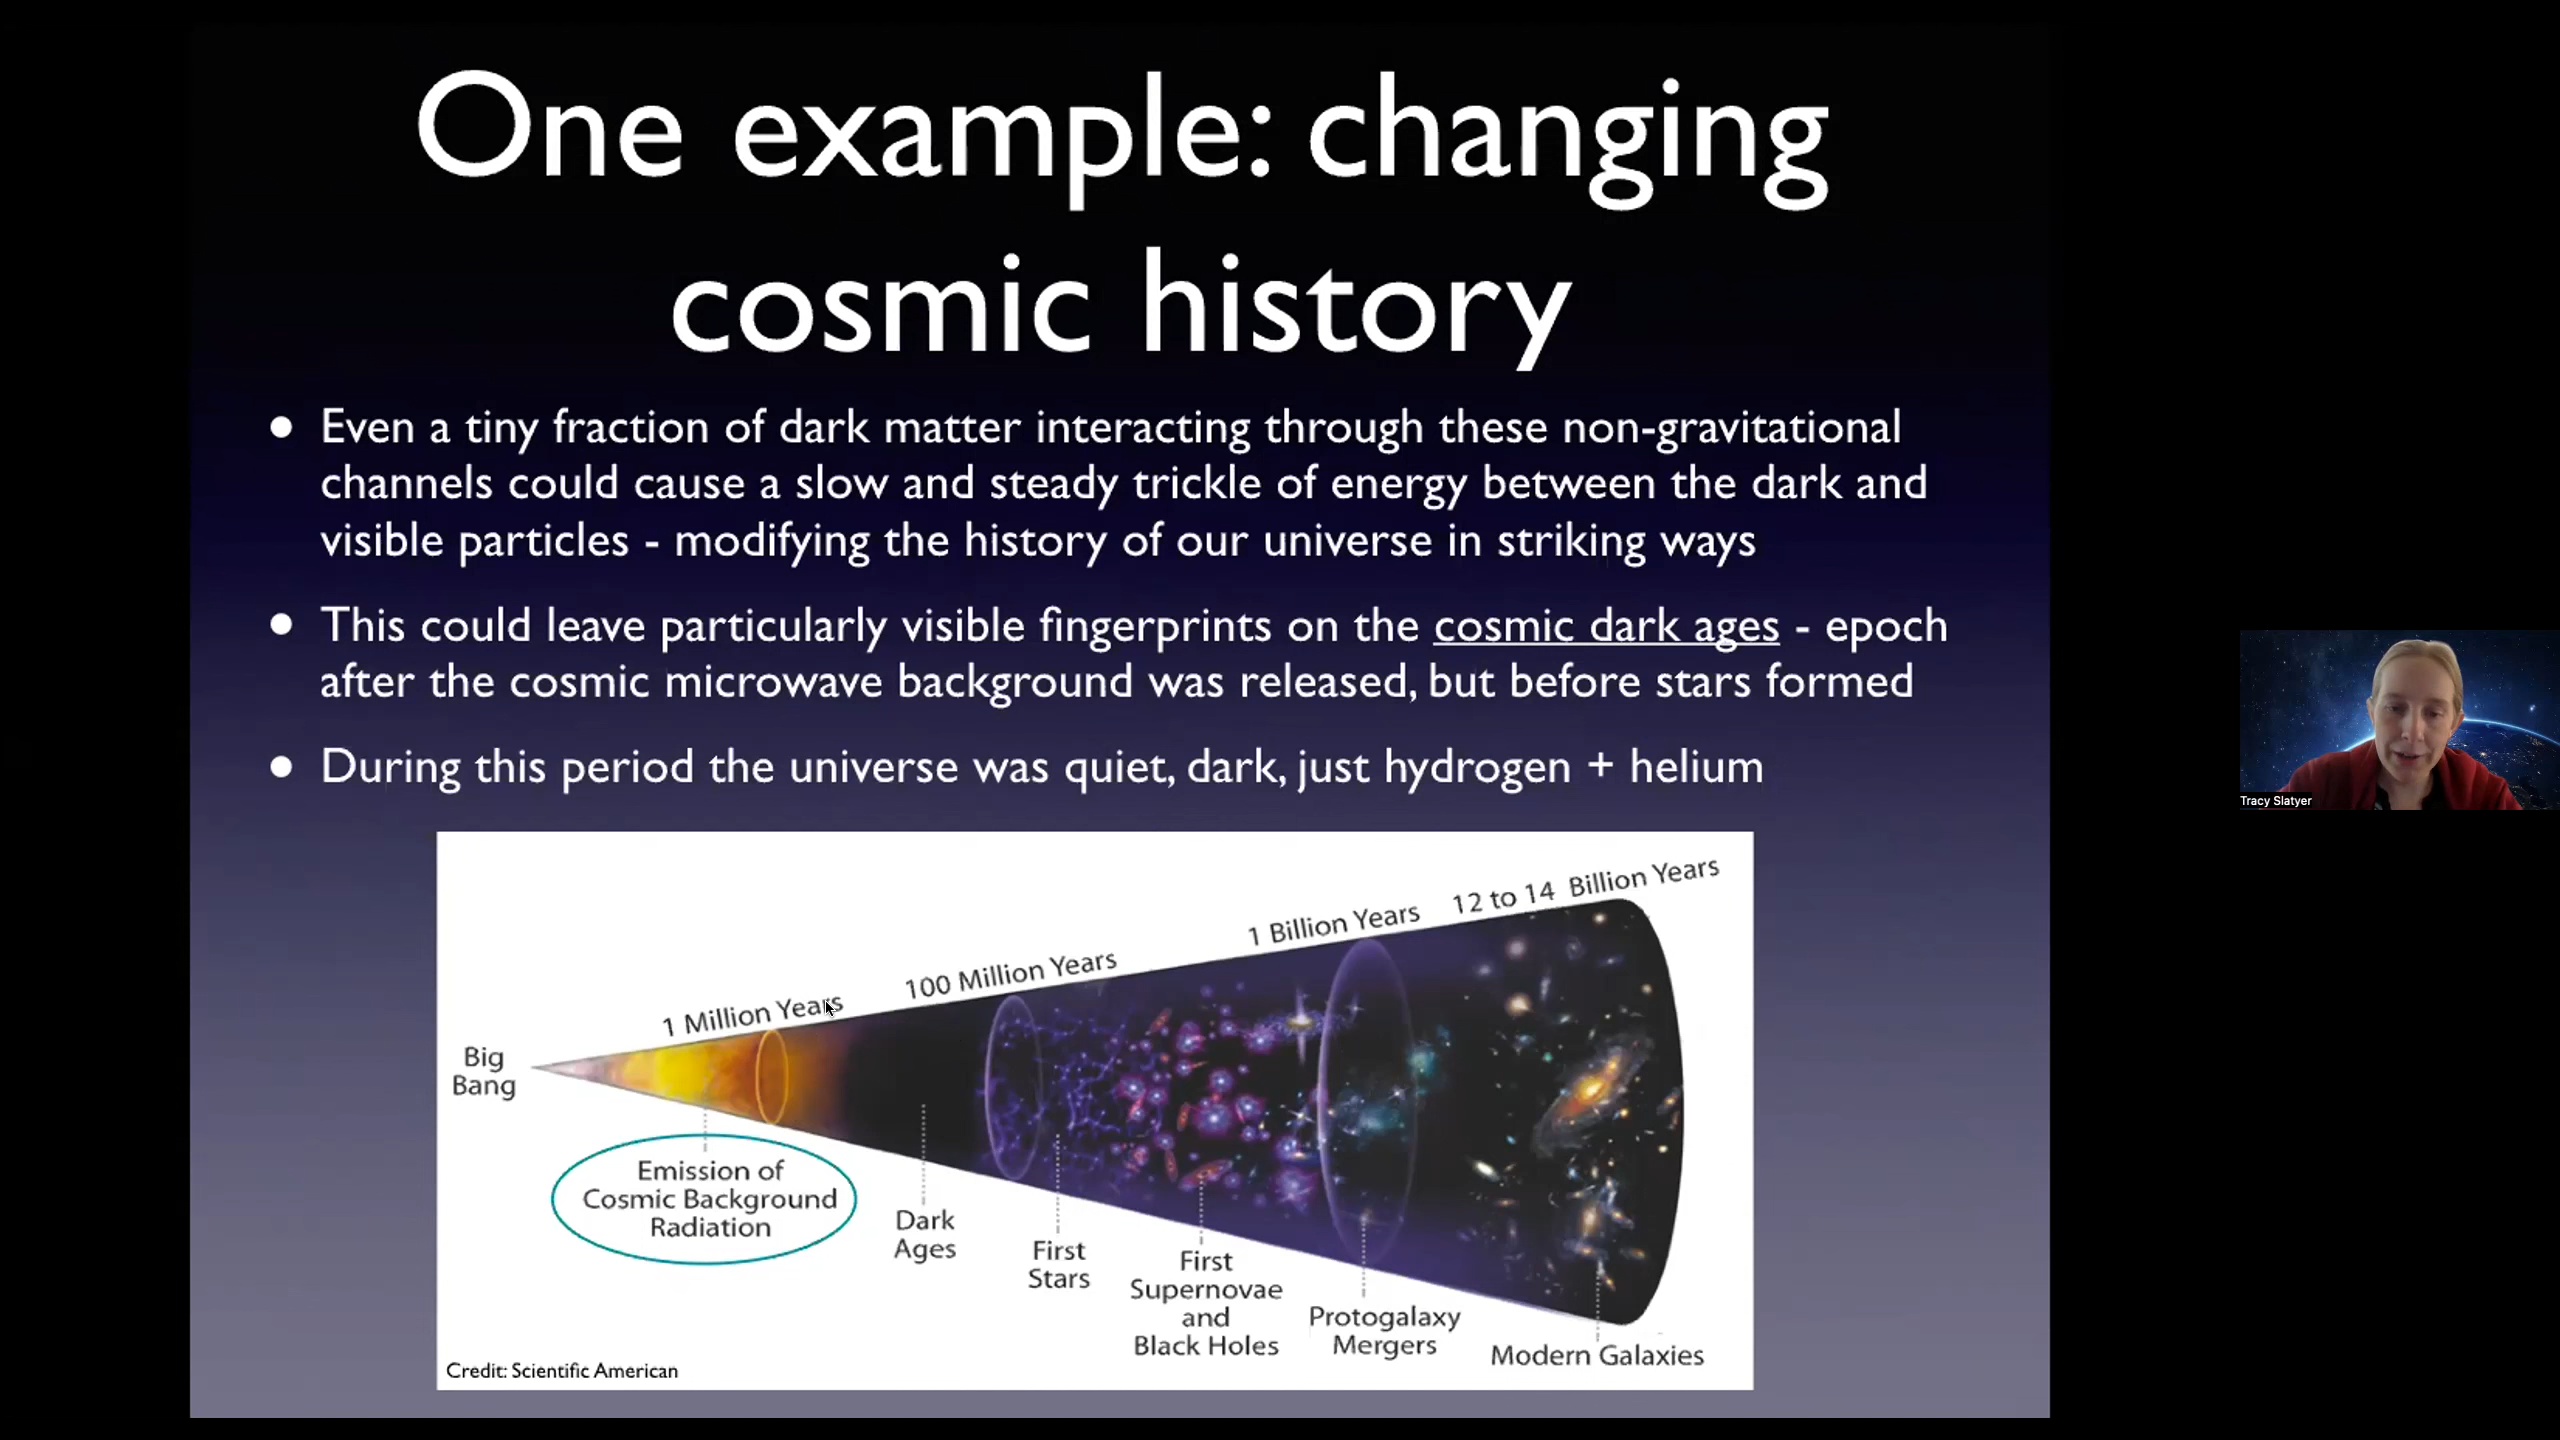 One example: changing
cosmic history
• Even a tiny fraction of dark matter interacting through these non-gravitational
channels could cause a slow and steady trickle of energy between the dark and
visible particles - modifying the history of our universe in striking ways
• This could leave particularly visible fingerprints on the cosmic dark ages - epoch
after the cosmic microwave background was released, but before stars formed
• During this period the universe was quiet, dark, just hydrogen + helium
Big
Bang
1 Million Years
100 Million Years
1 Billion Years
12 to 14 Billion Years
Emission of
Cosmic Background
Radiation
Dark
Ages
First
Stars
First
Supernovae
and
Black Holes
Protogalaxy
Mergers
Modern Galaxies
Credit: Scientific American
Tracy Slatyer